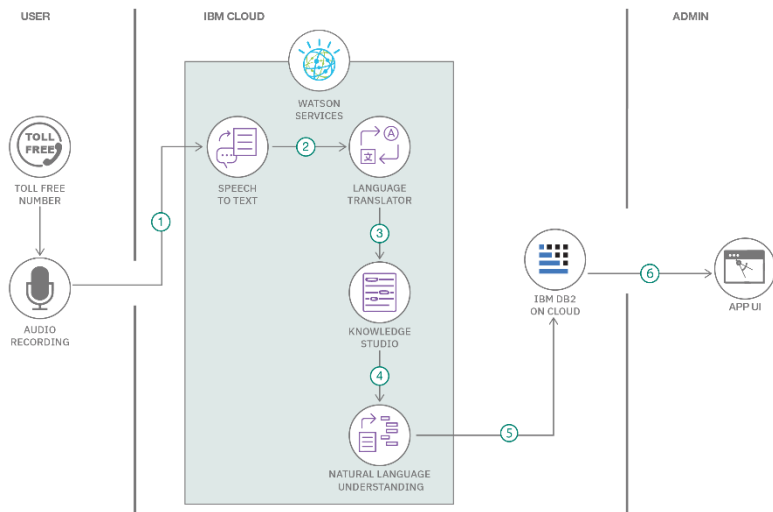 USER
IBM CLOUD
ADMIN
WATSON
SERVICES
TOLL
FREE
TOLL FREE
NUMBER
1
AUDIO
RECORDING
SPEECH
TO TEXT
2
A
文
LANGUAGE
TRANSLATOR
3
KNOWLEDGE
STUDIO
4
NATURAL LANGUAGE
UNDERSTANDING
5
IBM DB2
ON CLOUD
6
APP UI